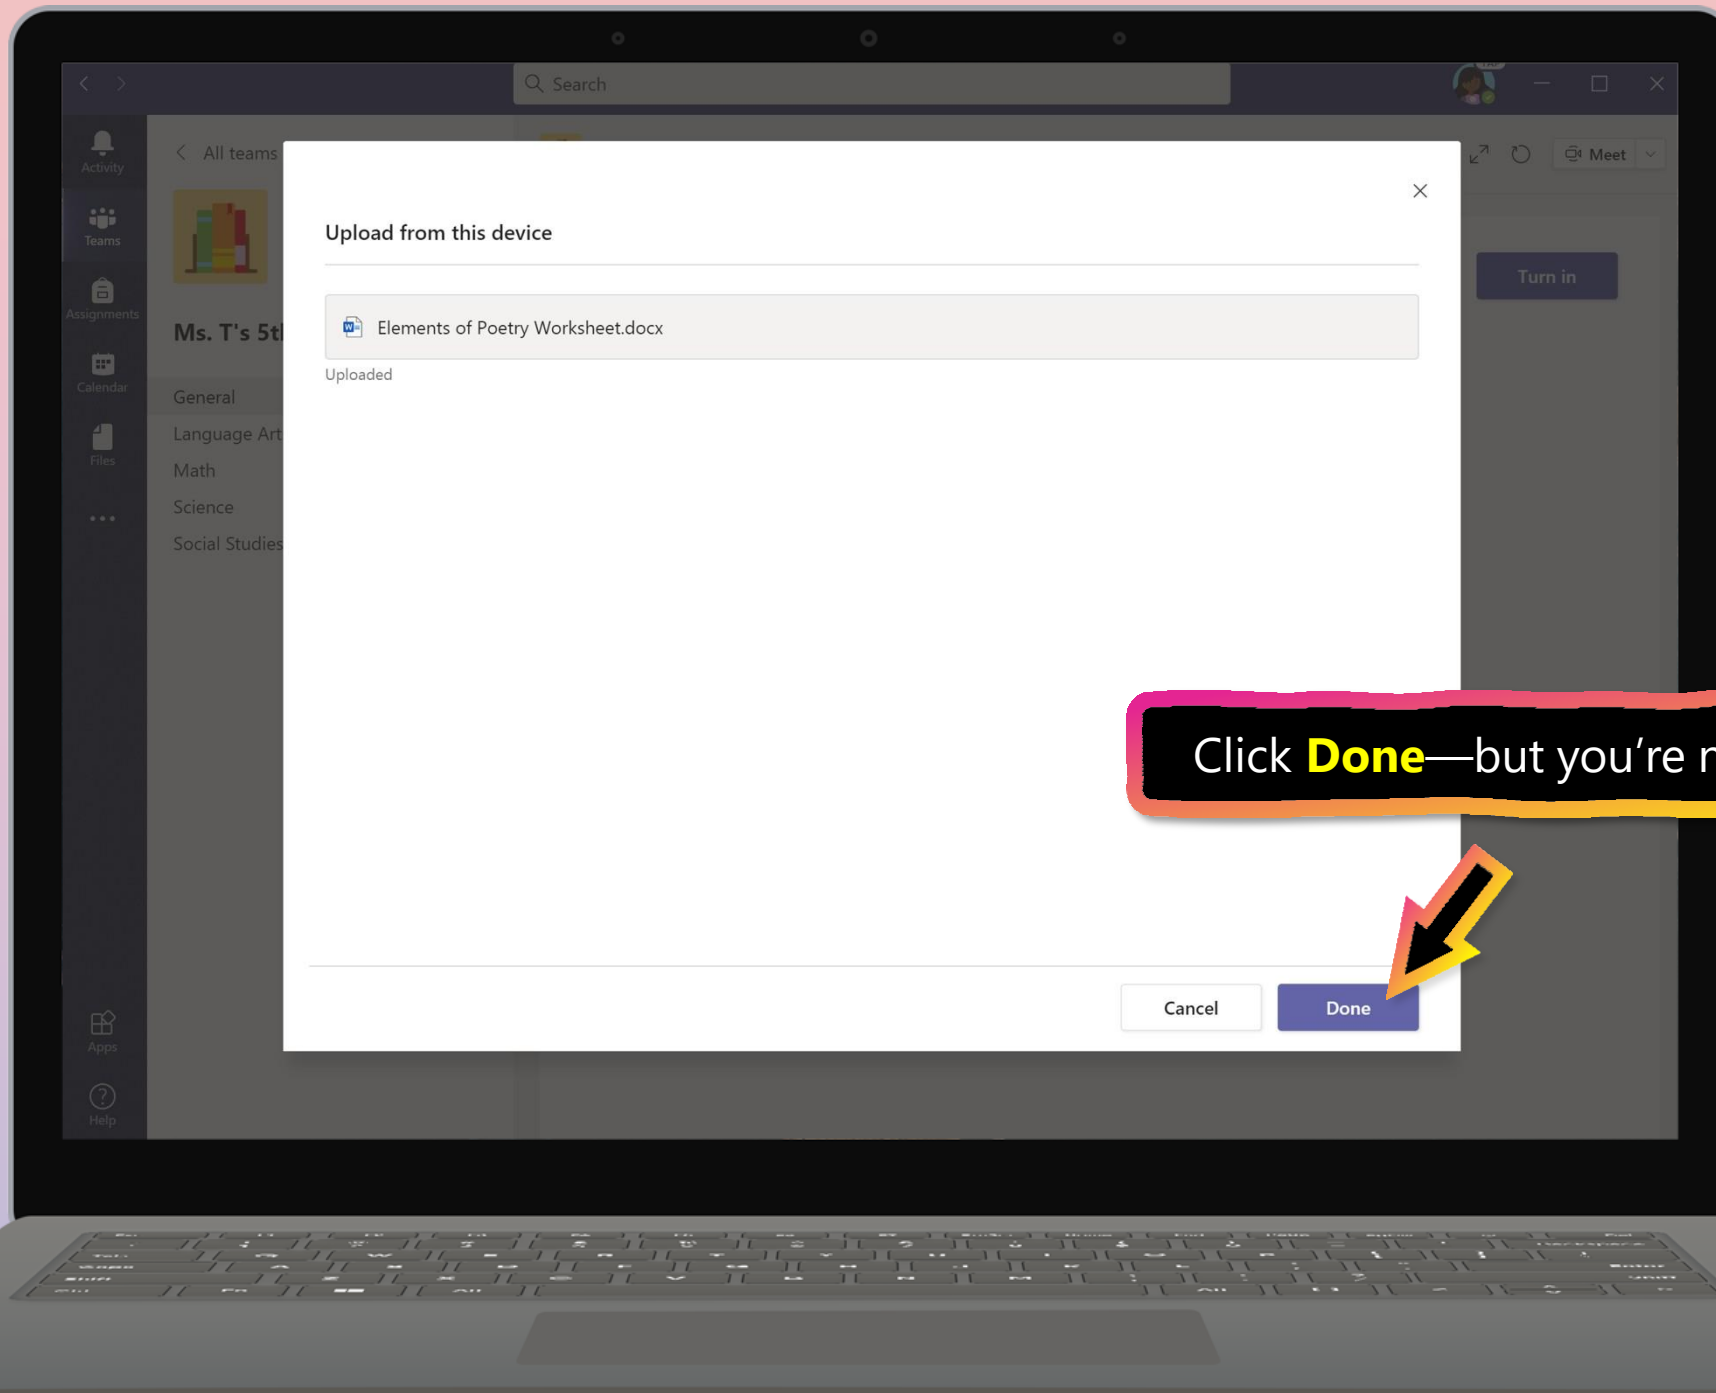 Search
Activity
Teams
Assignments
Calendar
Files
Apps
Help
All teams
Ms. T's 5th
General
Language Art
Math
Science
Social Studies
Meet
Turn in
Upload from this device
Elements of Poetry Worksheet.docx
Uploaded
Click Done—but you’re n
Cancel
Done